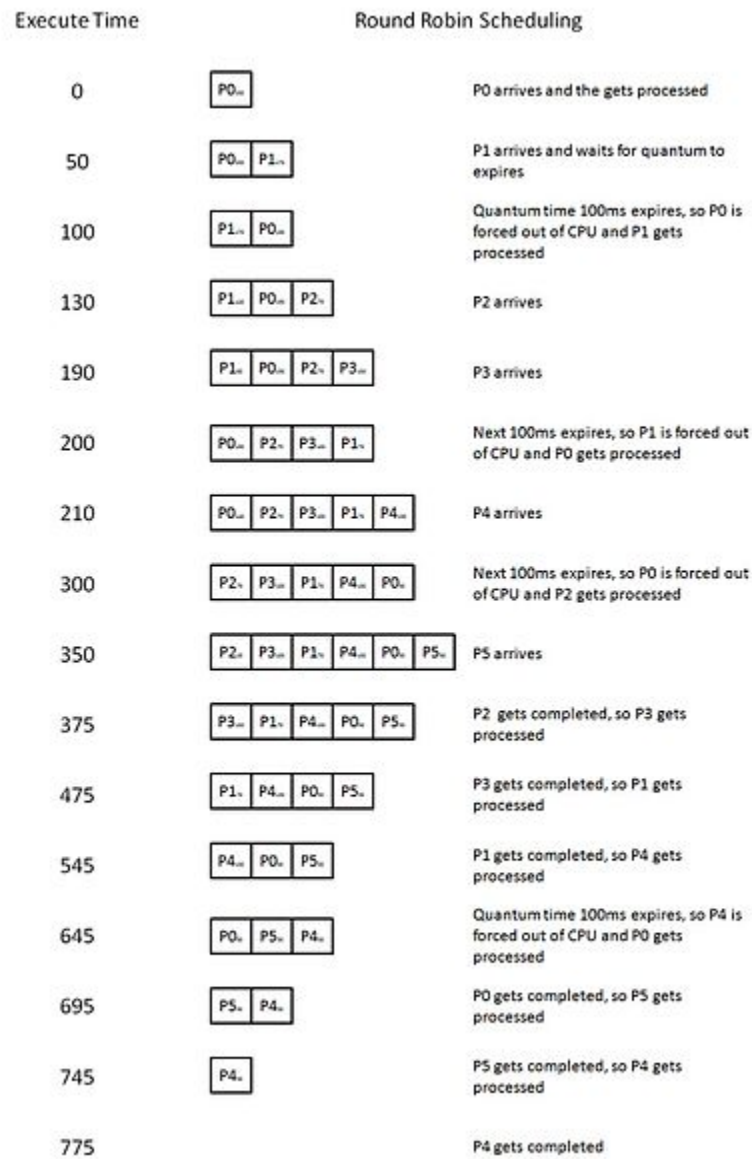 Execute Time Round Robin Scheduling
0 P0 P0 arrives and the gets processed
50 P0 P1 P1 arrives and waits for quantum to
expires
100 P1 P0 Quantum time 100ms expires, so P0 is
forced out of CPU and P1 gets
processed
130 P1 P0 P2 P2 arrives
190 P1 P0 P2 P3 P3 arrives
200 P0 P2 P3 P1 Next 100ms expires, so P1 is forced out
of CPU and P0 gets processed
210 P0 P2 P3 P1 P4 P4 arrives
300 P2 P3 P1 P4 P0 Next 100ms expires, so P0 is forced out
of CPU and P2 gets processed
350 P2 P3 P1 P4 P0 P5 P5 arrives
375 P3 P1 P4 P0 P5 P2 gets completed, so P3 gets
processed
475 P1 P4 P0 P5 P3 gets completed, so P1 gets
processed
545 P4 P0 P5 P1 gets completed, so P4 gets
processed
645 P0 P5 P4 Quantum time 100ms expires, so P4 is
forced out of CPU and P0 gets
processed
695 P5 P4 P0 gets completed, so P5 gets
processed
745 P4 P5 gets completed, so P4 gets
processed
775 P4 gets completed